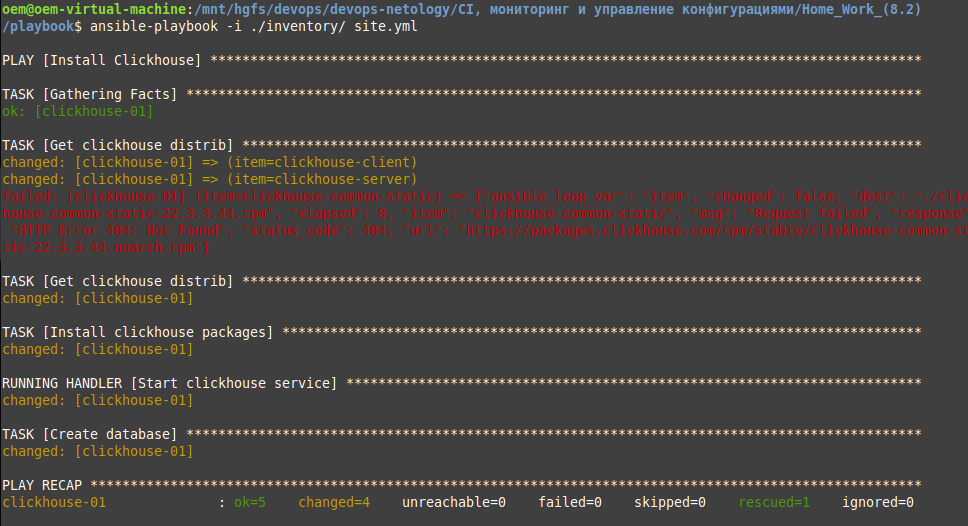 oem@oem-virtual-machine:/mnt/hgfs/devops/devops-netology/CI, мониторинг и управление конфигурациями/Home_Work_(8.2)
/playbook$ ansible-playbook -i ./inventory/ site.yml
PLAY [Install Clickhouse] *****************************************************************************************
TASK [Gathering Facts] ********************************************************************************************
ok: [clickhouse-01]
TASK [Get clickhouse distrib] *************************************************************************************
changed: [clickhouse-01] => (item=clickhouse-client)
changed: [clickhouse-01] => (item=clickhouse-server)
failed: [clickhouse-01] (item=clickhouse-common-static) => {"ansible_loop_var": "item", "changed": false, "dest": "./clic
house-common-static-22.3.3.44.rpm", "elapsed": 0, "item": "clickhouse-common-static", "msg": "Request failed", "response"
"HTTP Error 404: Not Found", "status_code": 404, "url": "https://packages.clickhouse.com/rpm/stable/clickhouse-common-st
tic-22.3.3.44.noarch.rpm"}
TASK [Get clickhouse distrib] *************************************************************************************
changed: [clickhouse-01]
TASK [Install clickhouse packages] ********************************************************************************
changed: [clickhouse-01]
RUNNING HANDLER [Start clickhouse service] ************************************************************************
changed: [clickhouse-01]
TASK [Create database] ********************************************************************************************
changed: [clickhouse-01]
PLAY RECAP ********************************************************************************************************
clickhouse-01 : ok=5 changed=4 unreachable=0 failed=0 skipped=0 rescued=1 ignored=0